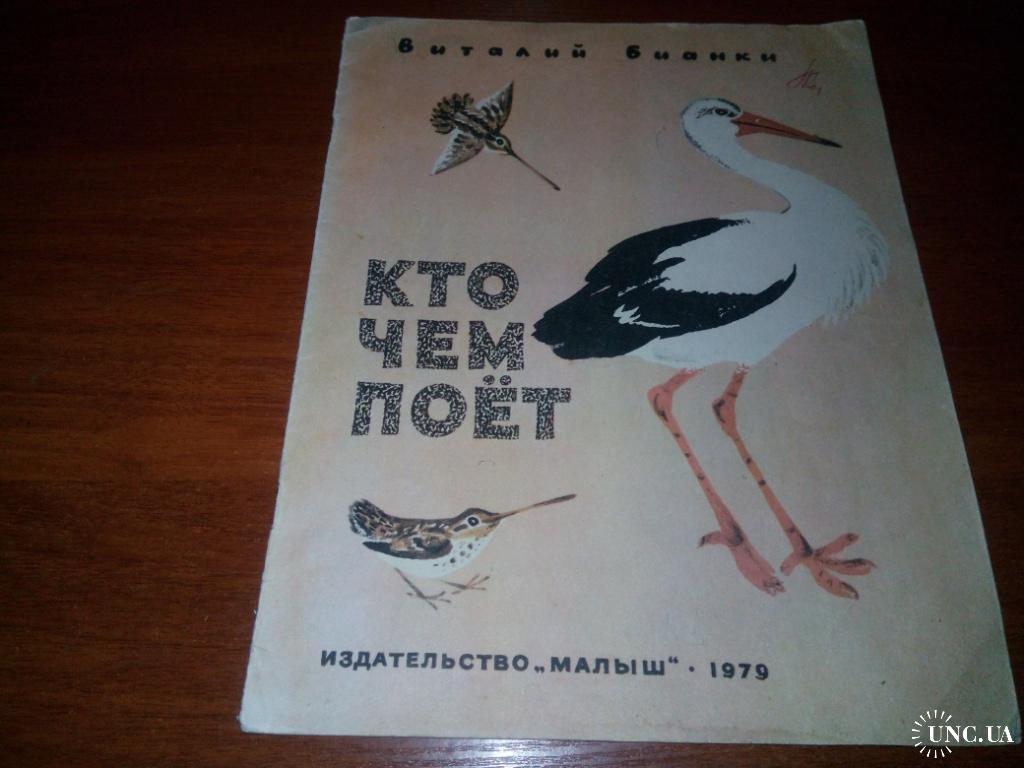 Виталий Бианки
КТО
ЧЕМ
ПОЁТ
ИЗДАТЕЛЬСТВО „МАЛЫШ“ · 1979
UNC.UA